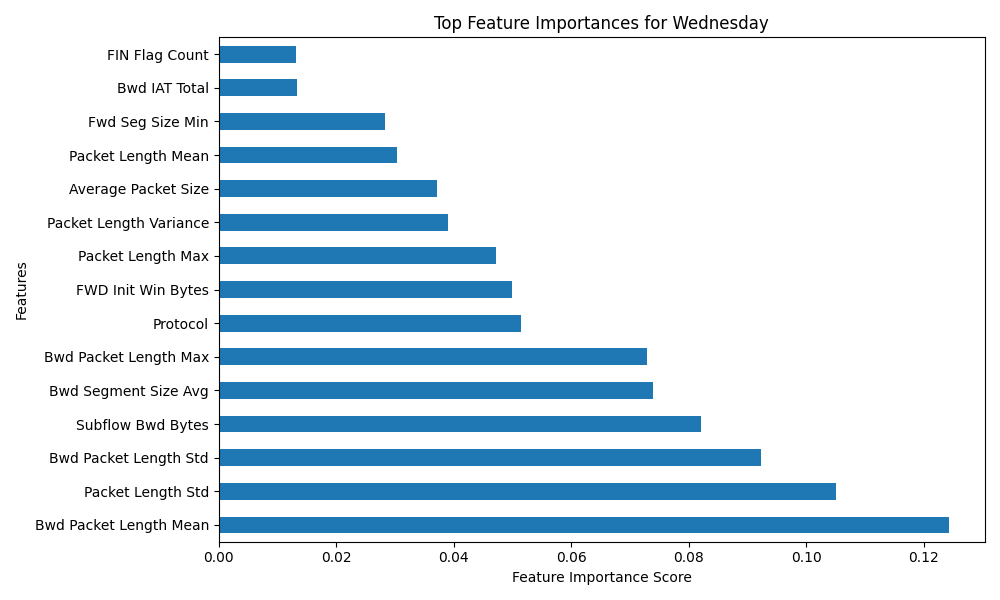 Top Feature Importances for Wednesday
Features
FIN Flag Count
Bwd IAT Total
Fwd Seg Size Min
Packet Length Mean
Average Packet Size
Packet Length Variance
Packet Length Max
FWD Init Win Bytes
Protocol
Bwd Packet Length Max
Bwd Segment Size Avg
Subflow Bwd Bytes
Bwd Packet Length Std
Packet Length Std
Bwd Packet Length Mean
0.00 0.02 0.04 0.06 0.08 0.10 0.12
Feature Importance Score